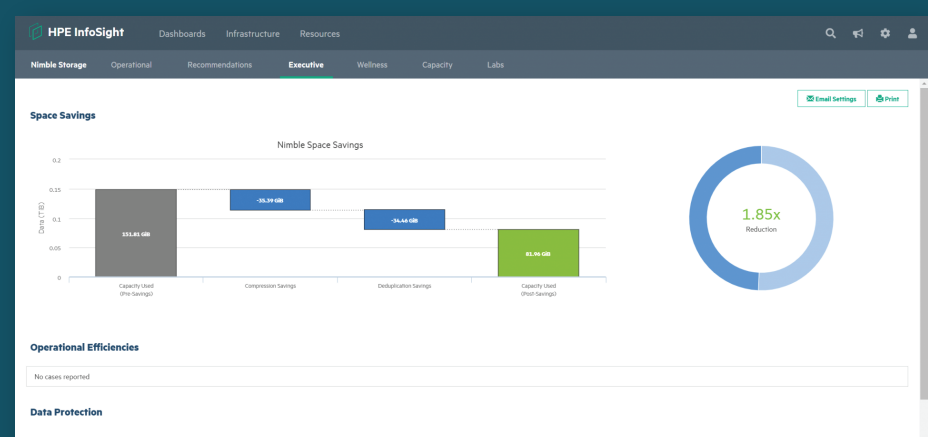 HPE InfoSight Dashboards Infrastructure Resources
Nimble Storage Operational Recommendations Executive Wellness Capacity Labs
Email Settings Print
Space Savings
Nimble Space Savings
0.2
0.15
0.1
0.05
0
Data (TiB)
151.81 GiB
-35.39 GiB
-34.46 GiB
81.96 GiB
Capacity Used
(Pre-Savings)
Compression Savings
Deduplication Savings
Capacity Used
(Post-Savings)
1.85x
Reduction
Operational Efficiencies
No cases reported
Data Protection